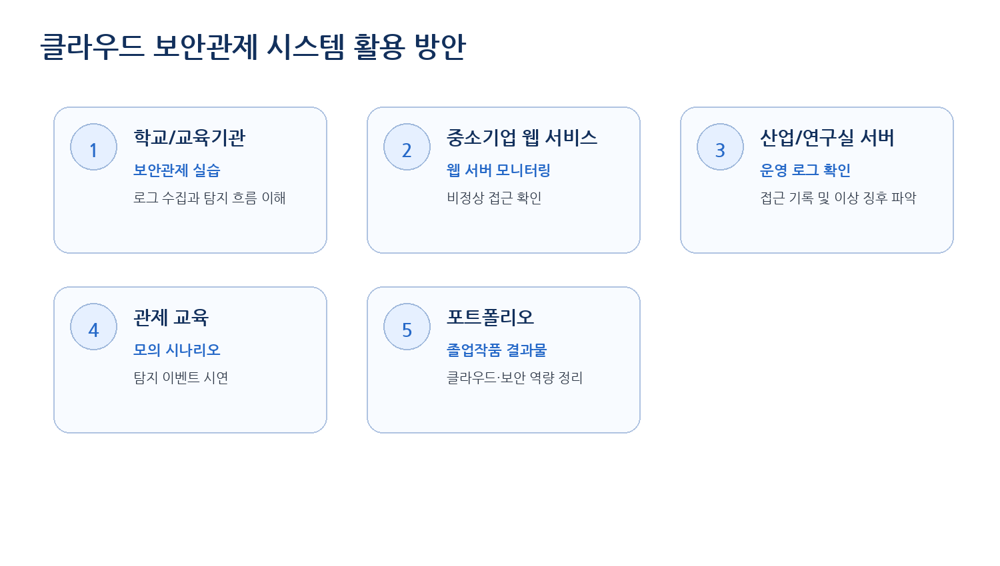 클라우드 보안관제 시스템 활용 방안
1
학교/교육기관
보안관제 실습
로그 수집과 탐지 흐름 이해
2
중소기업 웹 서비스
웹 서버 모니터링
비정상 접근 확인
3
산업/연구실 서버
운영 로그 확인
접근 기록 및 이상 징후 파악
4
관제 교육
모의 시나리오
탐지 이벤트 시연
5
포트폴리오
졸업작품 결과물
클라우드·보안 역량 정리